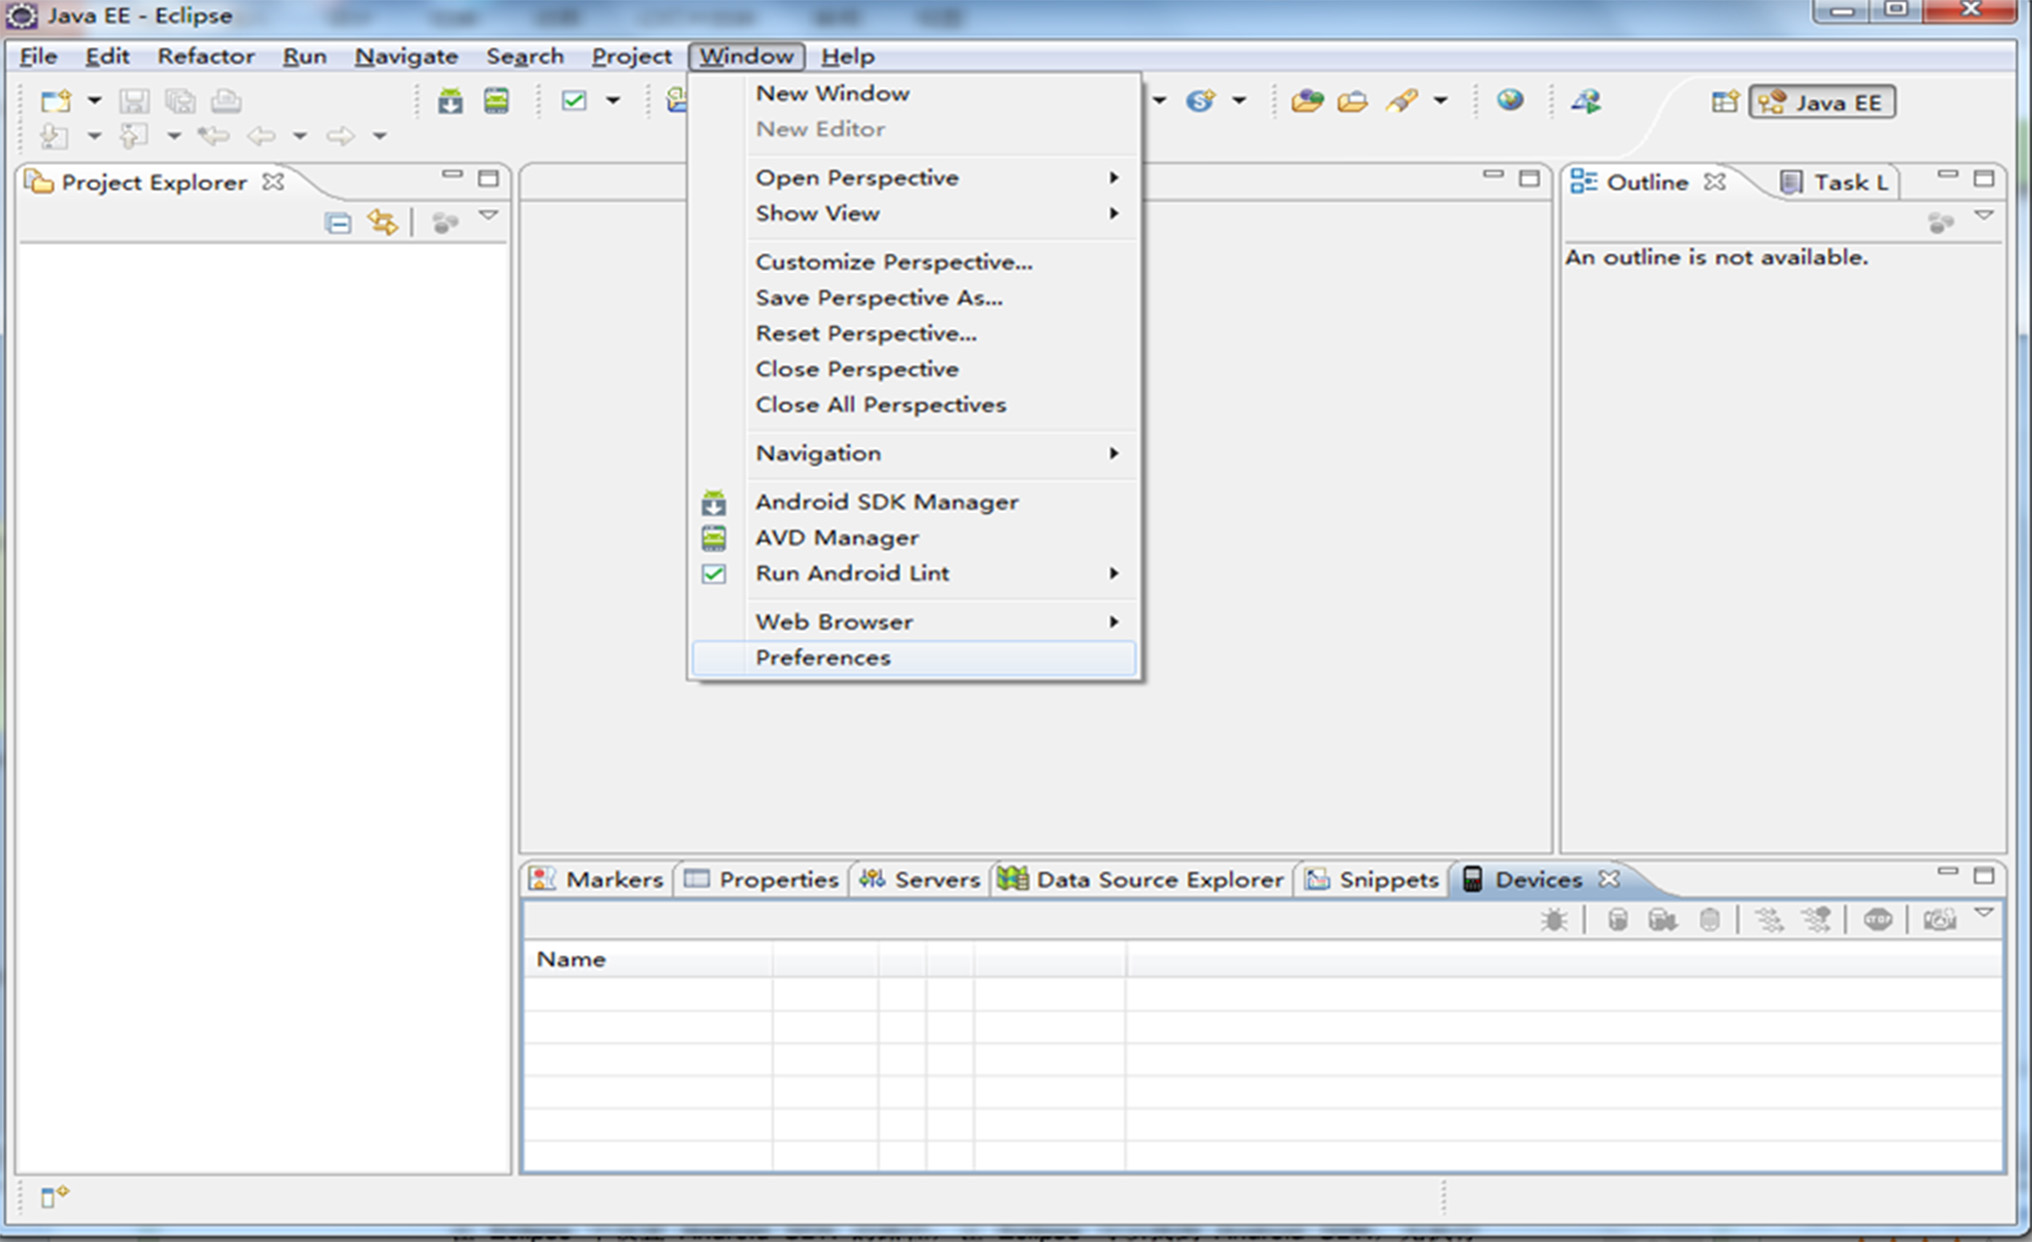 Java EE - Eclipse
File Edit Refactor Run Navigate Search Project Window Help
Java EE
New Window
New Editor
Open Perspective
Show View
Customize Perspective...
Save Perspective As...
Reset Perspective...
Close Perspective
Close All Perspectives
Navigation
Android SDK Manager
AVD Manager
Run Android Lint
Web Browser
Preferences
Project Explorer
Outline Task L
An outline is not available.
Markers Properties Servers Data Source Explorer Snippets Devices
Name